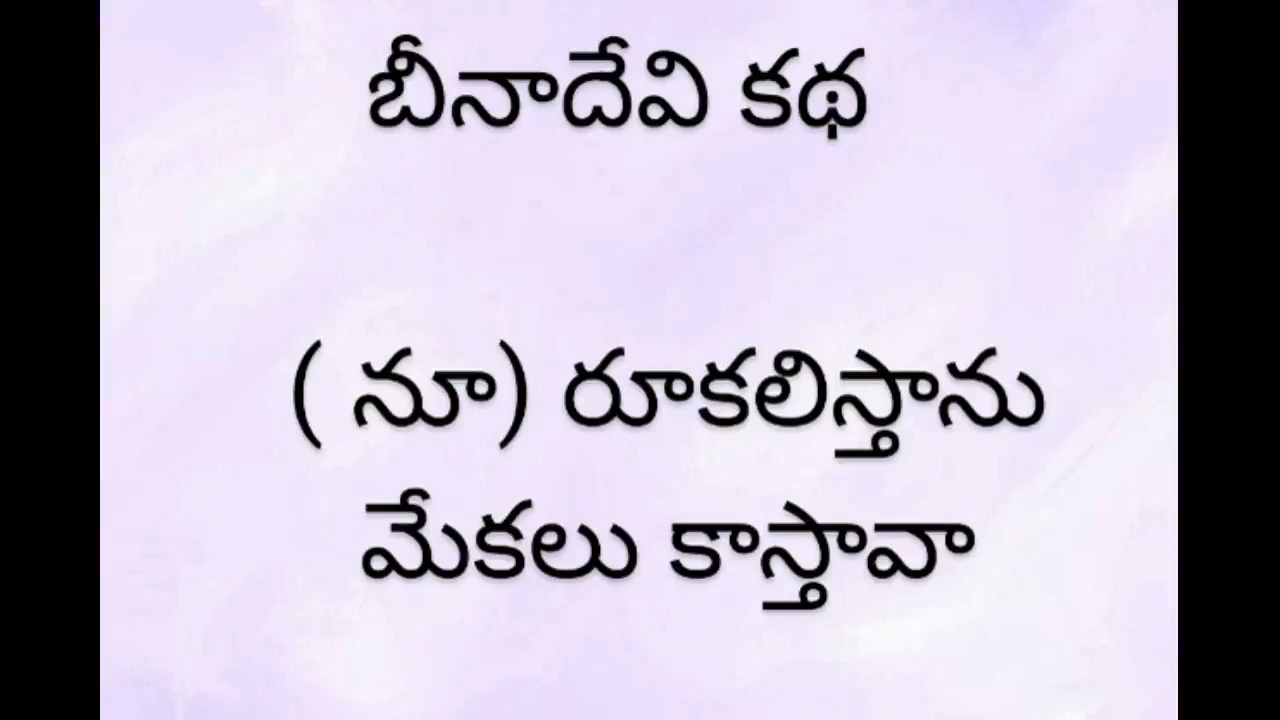 బీనాదేవి కథ
( నూ) రూకలిస్తాను
మేకలు కాస్తావా